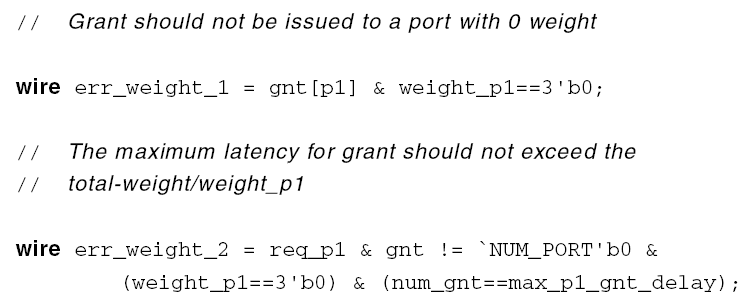 // Grant should not be issued to a port with 0 weight
wire err_weight_1 = gnt[p1] & weight_p1==3'b0;
// The maximum latency for grant should not exceed the
// total-weight/weight_p1
wire err_weight_2 = req_p1 & gnt != `NUM_PORT'b0 &
(weight_p1==3'b0) & (num_gnt==max_p1_gnt_delay);